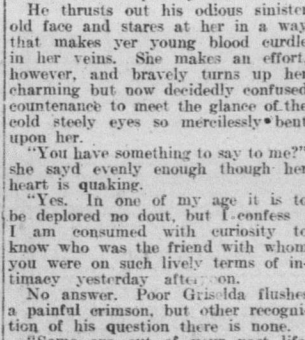 He thrusts out his odious sinister
old face and stares at her in a way
that makes yer young blood curdle
in her veins. She makes an effort,
however, and bravely turns up her
charming but now decidedly confused
countenance to meet the glance of the
cold steely eyes so mercilessly bent
upon her.
"You have something to say to me?"
she sayd evenly enough though her
heart is quaking.
"Yes. In one of my age it is to
be deplored no dout, but I confess
I am consumed with curiosity to
know who was the friend with whom
you were on such lively terms of in-
timacy yesterday
No answer. Poor Griselda flushes
a painful crimson, but other recogni-
tion of his question there is none.